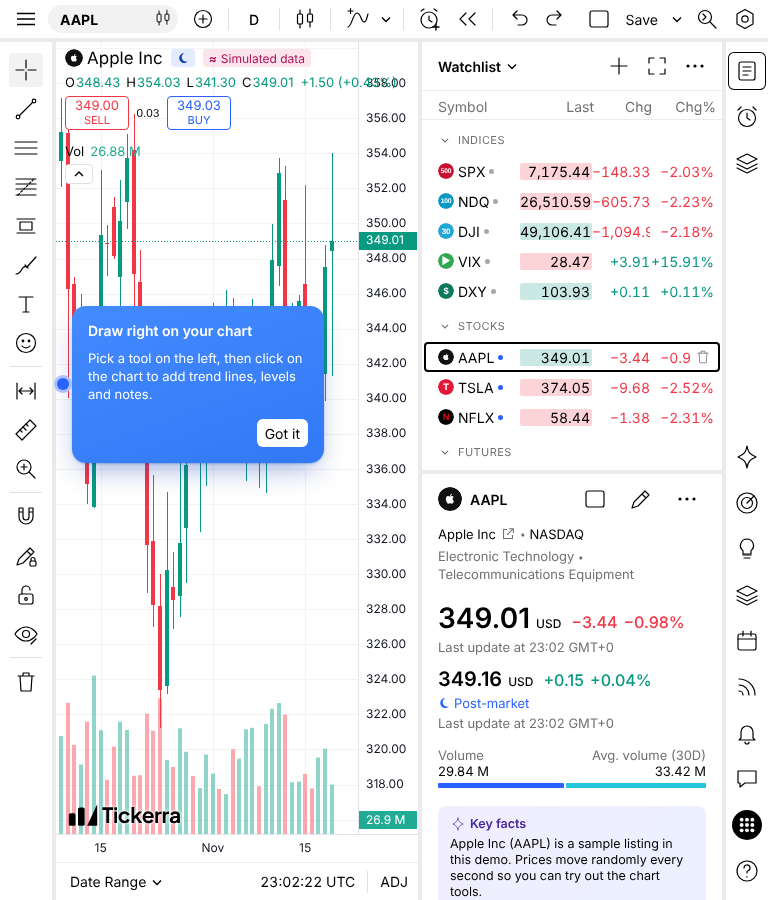 AAPL D Save
Apple Inc ≈ Simulated data
O348.43 H354.03 L341.30 C349.01 +1.50
349.00 SELL 0.03 349.03 BUY
Vol 26.88 M
356.00
354.00
352.00
350.00
349.01
348.00
346.00
344.00
342.00
340.00
338.00
336.00
334.00
332.00
330.00
328.00
326.00
324.00
322.00
320.00
318.00
26.9 M
Draw right on your chart
Pick a tool on the left, then click on
the chart to add trend lines, levels
and notes.
Got it
Tickerra
15 Nov 15
Date Range 23:02:22 UTC ADJ
Watchlist
Symbol Last Chg Chg%
INDICES
500 SPX 7,175.44 −148.33 −2.03%
100 NDQ 26,510.59 −605.73 −2.23%
30 DJI 49,106.41 −1,094. −2.18%
VIX 28.47 +3.91 +15.91%
$ DXY 103.93 +0.11 +0.11%
STOCKS
AAPL 349.01 −3.44 −0.9
T TSLA 374.05 −9.68 −2.52%
N NFLX 58.44 −1.38 −2.31%
FUTURES
AAPL
Apple Inc • NASDAQ
Electronic Technology •
Telecommunications Equipment
349.01 USD −3.44 −0.98%
Last update at 23:02 GMT+0
349.16 USD +0.15 +0.04%
Post-market
Last update at 23:02 GMT+0
Volume Avg. volume (30D)
29.84 M 33.42 M
Key facts
Apple Inc (AAPL) is a sample listing in
this demo. Prices move randomly every
second so you can try out the chart
tools.